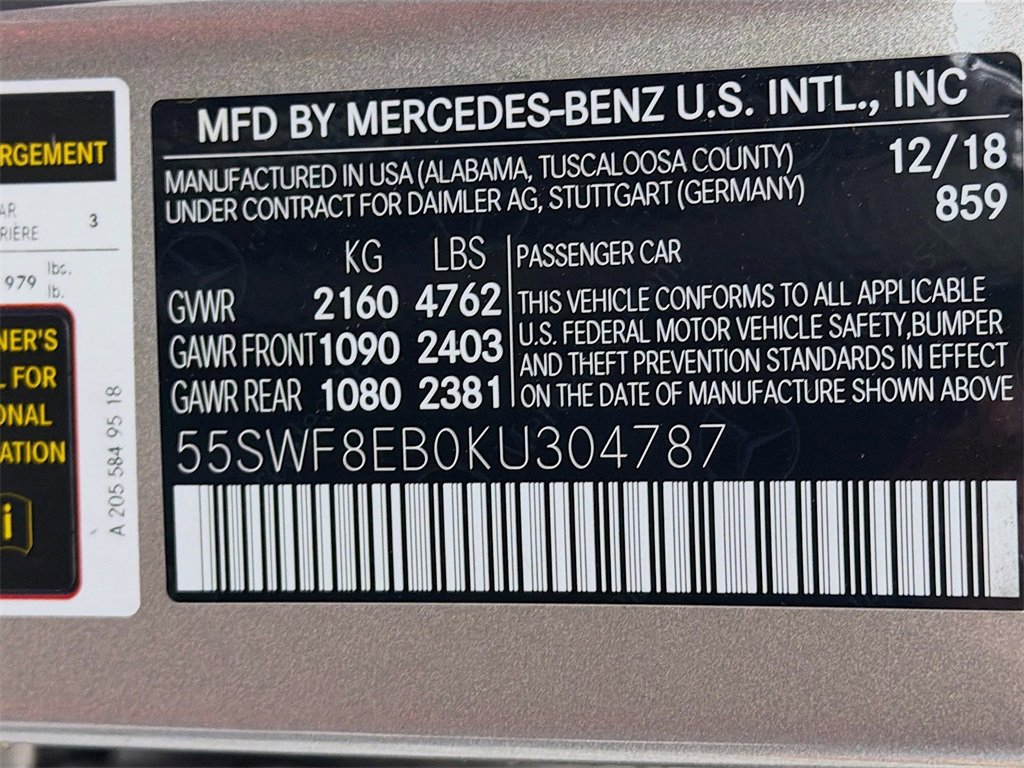 RGEMENT
AR
RIÈRE 3
979 lbs.
lb.
NER'S
L FOR
ONAL
ATION
i
A 205 584 95 18
MFD BY MERCEDES-BENZ U.S. INTL., INC
MANUFACTURED IN USA (ALABAMA, TUSCALOOSA COUNTY) 12/18
UNDER CONTRACT FOR DAIMLER AG, STUTTGART (GERMANY) 859
KG LBS
GVWR 2160 4762
GAWR FRONT 1090 2403
GAWR REAR 1080 2381
PASSENGER CAR
THIS VEHICLE CONFORMS TO ALL APPLICABLE
U.S. FEDERAL MOTOR VEHICLE SAFETY,BUMPER
AND THEFT PREVENTION STANDARDS IN EFFECT
ON THE DATE OF MANUFACTURE SHOWN ABOVE
55SWF8EB0KU304787